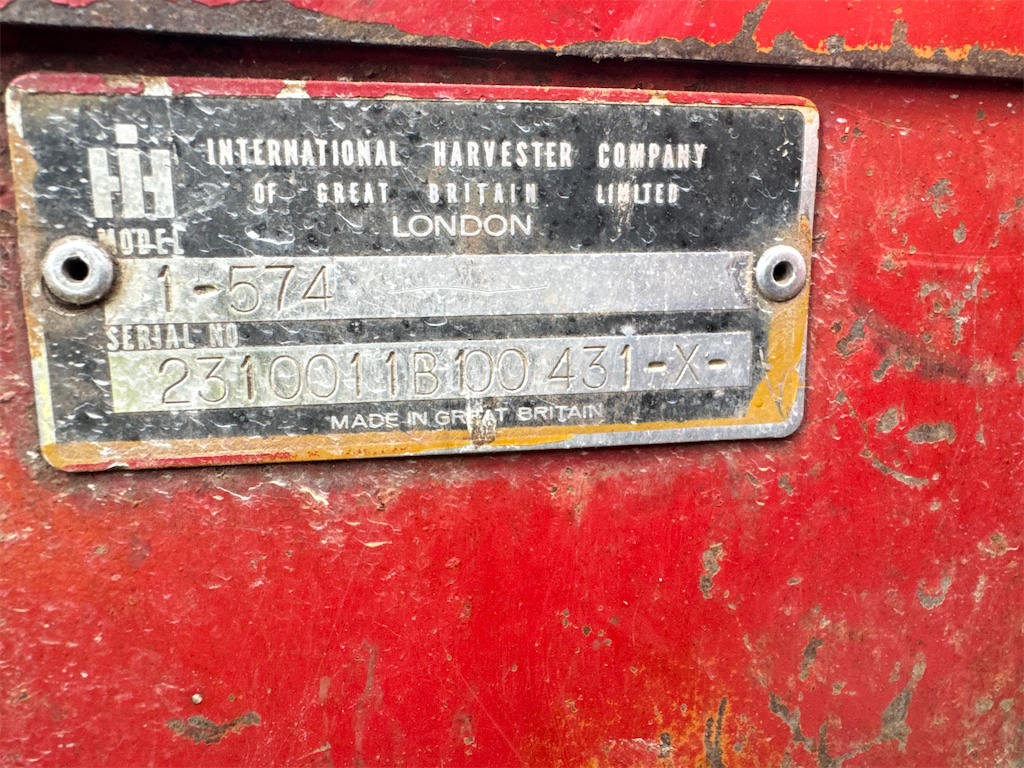 IH
INTERNATIONAL HARVESTER COMPANY
OF GREAT BRITAIN LIMITED
LONDON
MODEL
1-574
SERIAL NO
2310011B100431-X-
MADE IN GREAT BRITAIN